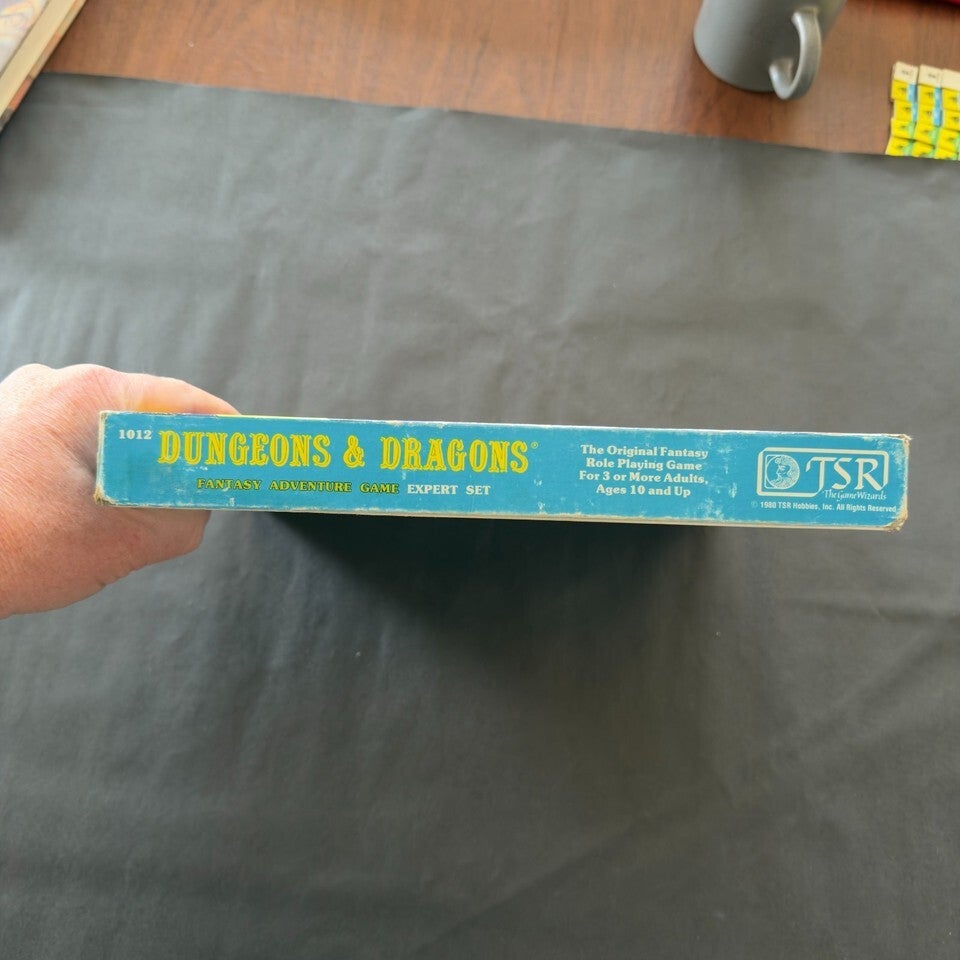 1012 DUNGEONS & DRAGONS®
FANTASY ADVENTURE GAME EXPERT SET
The Original Fantasy
Role Playing Game
For 3 or More Adults,
Ages 10 and Up
TSR
The Game Wizards
© 1980 TSR Hobbies, Inc. All Rights Reserved